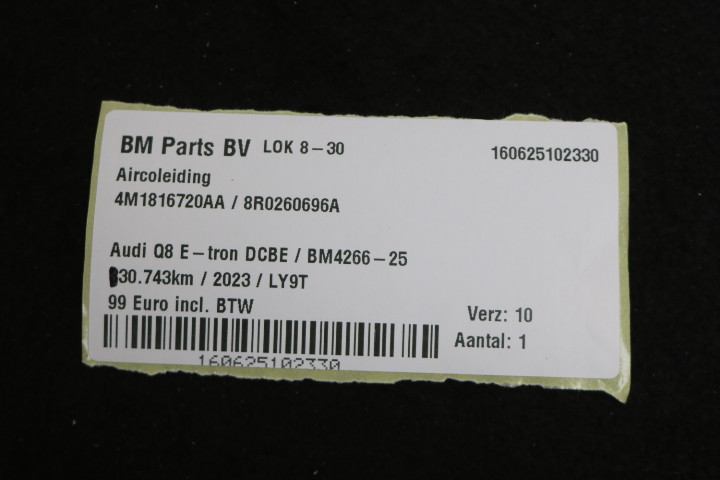 BM Parts BV LOK 8-30 160625102330
Aircoleiding
4M1816720AA / 8R0260696A
Audi Q8 E-tron DCBE / BM4266-25
30.743km / 2023 / LY9T
99 Euro incl. BTW
Verz: 10
Aantal: 1
160625102330